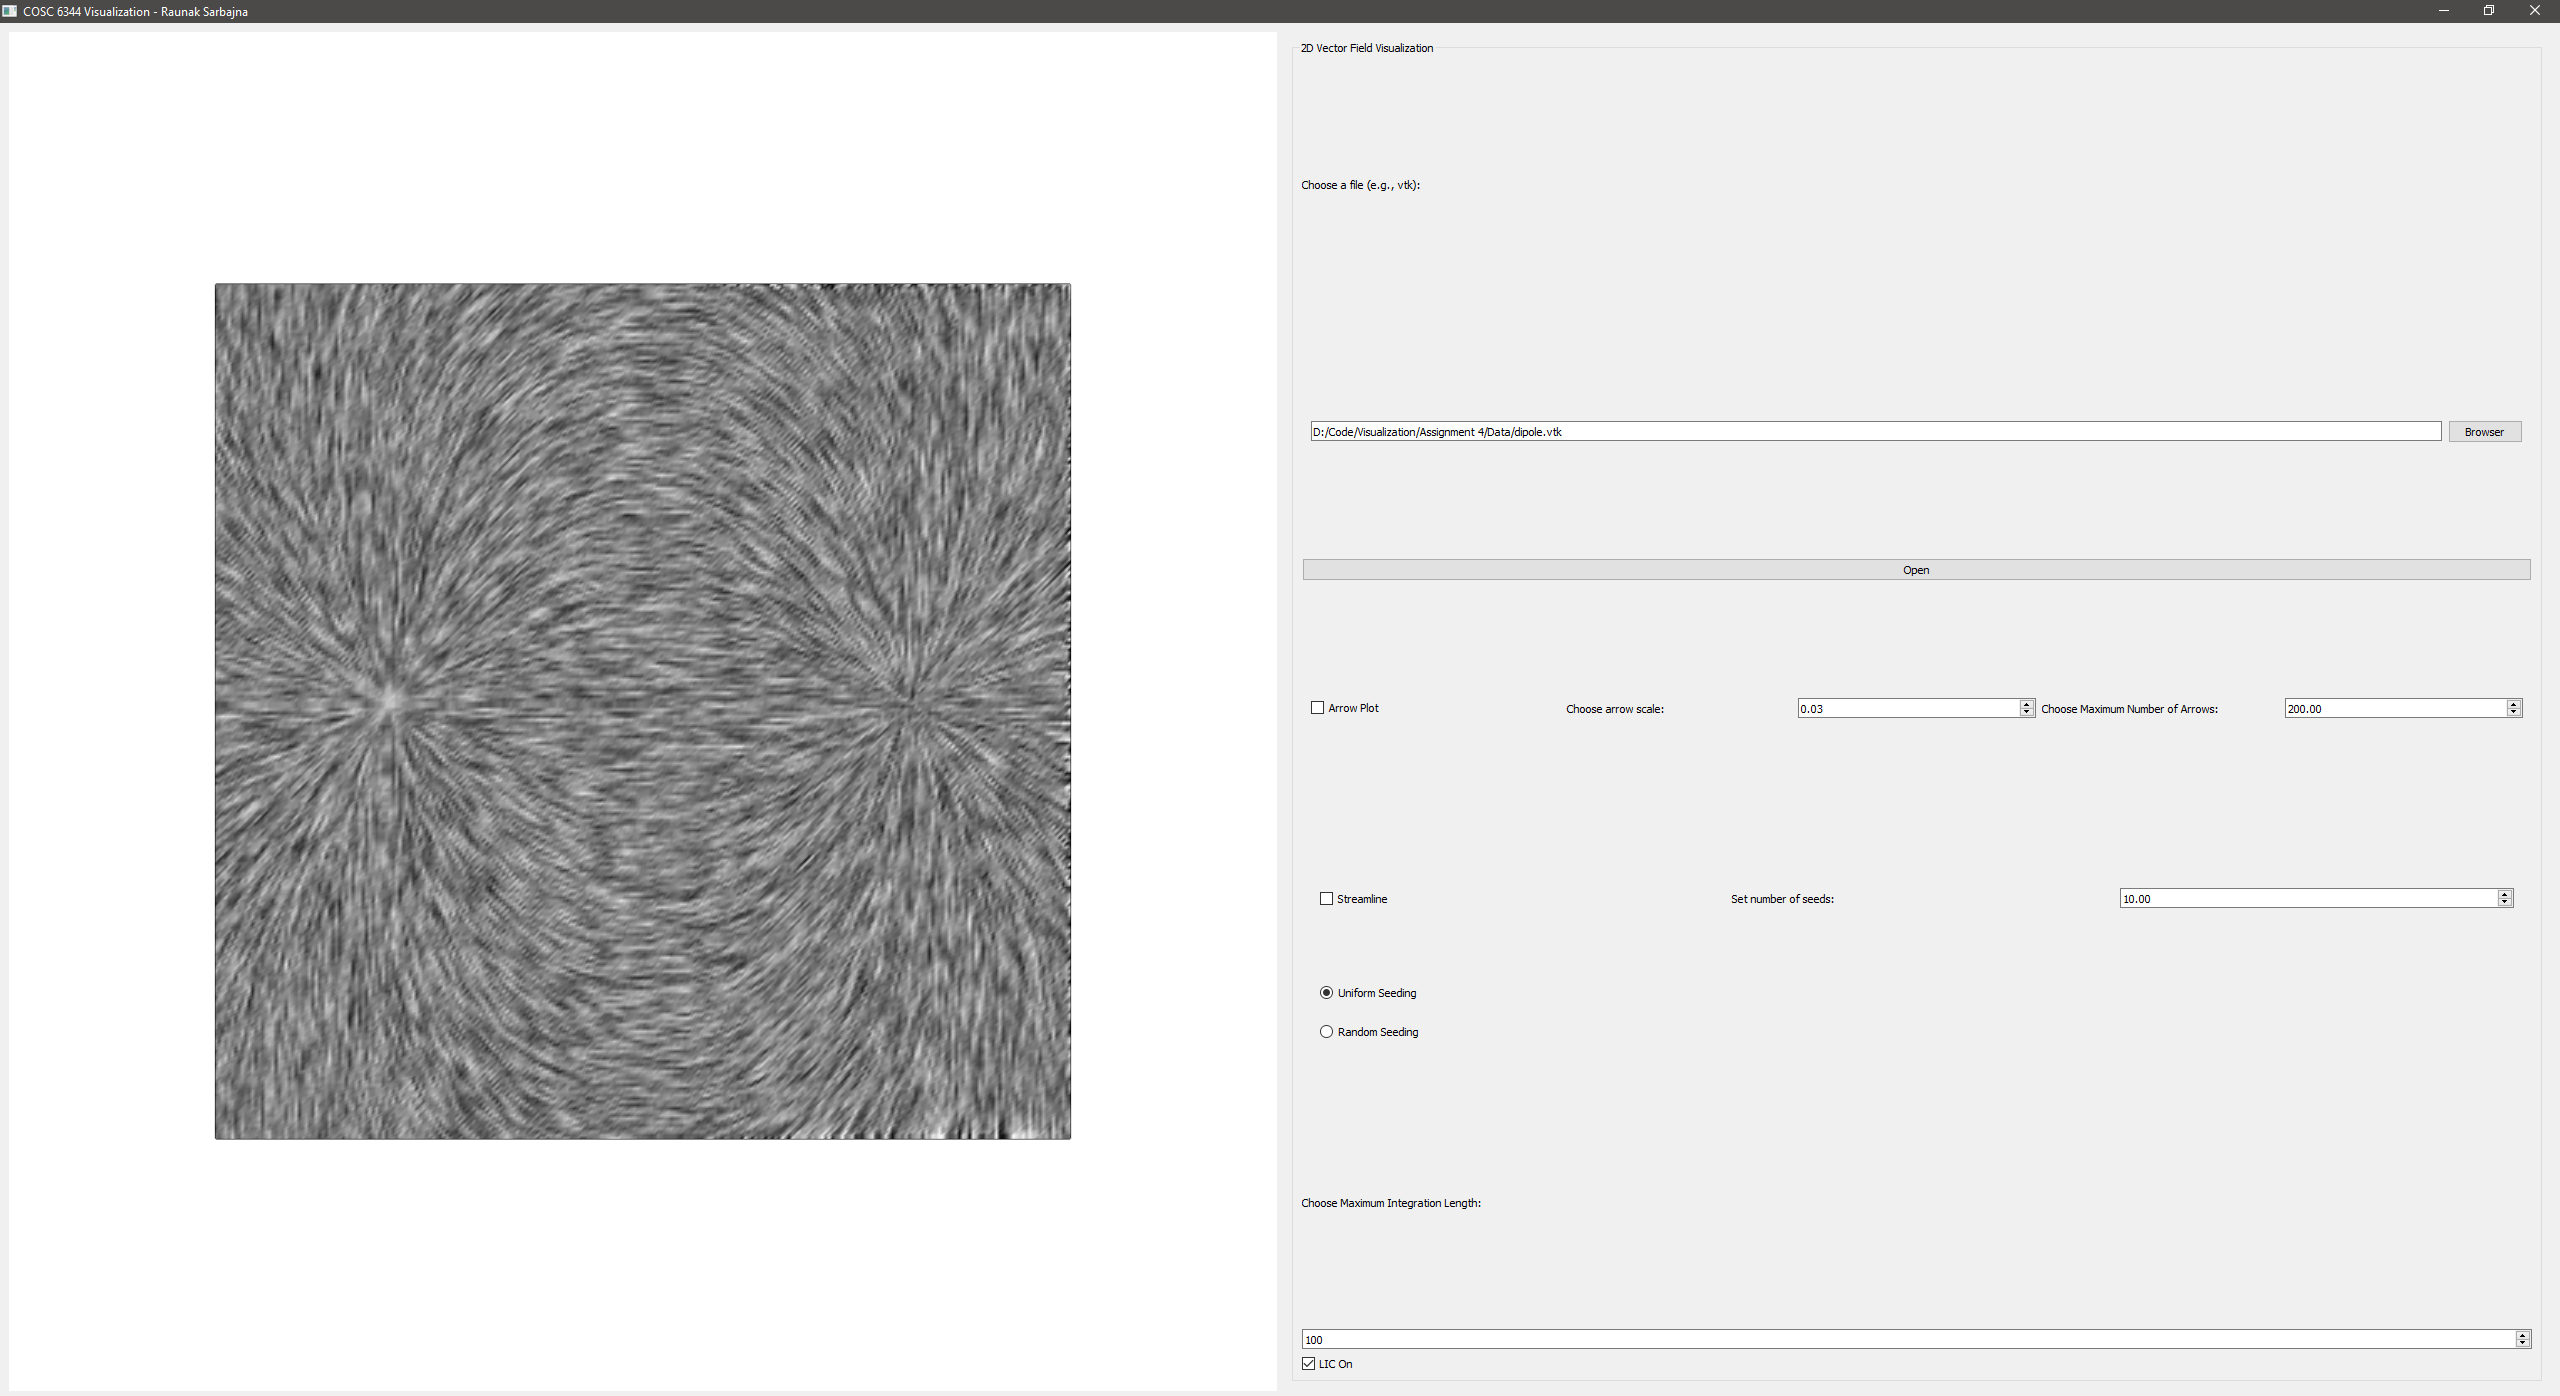 COSC 6344 Visualization - Raunak Sarbajna
2D Vector Field Visualization
Choose a file (e.g., vtk):
D:/Code/Visualization/Assignment 4/Data/dipole.vtk
Browser
Open
Arrow Plot
Choose arrow scale:
0.03
Choose Maximum Number of Arrows:
200.00
Streamline
Set number of seeds:
10.00
Uniform Seeding
Random Seeding
Choose Maximum Integration Length:
100
LIC On